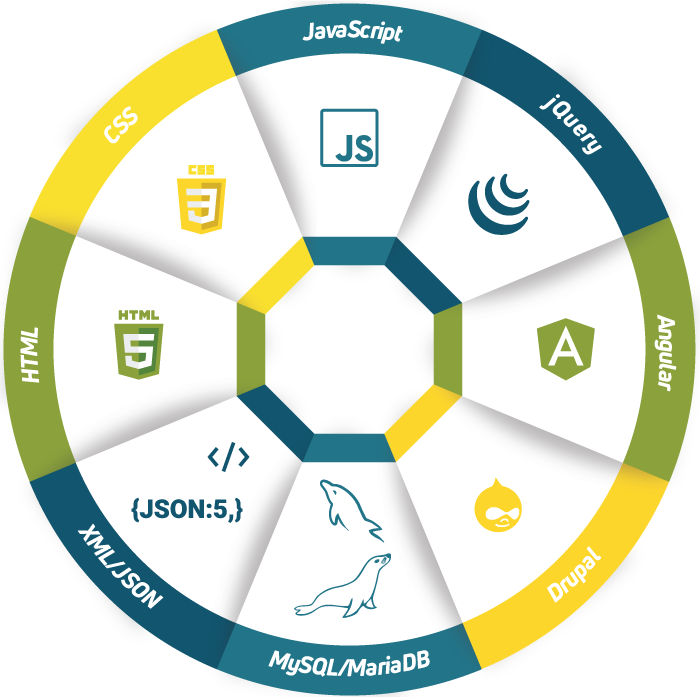 JavaScript
jQuery
Angular
Drupal
MySQL/MariaDB
XML/JSON
HTML
CSS
JS
CSS
3
HTML
5
A
</>
{JSON:5,}